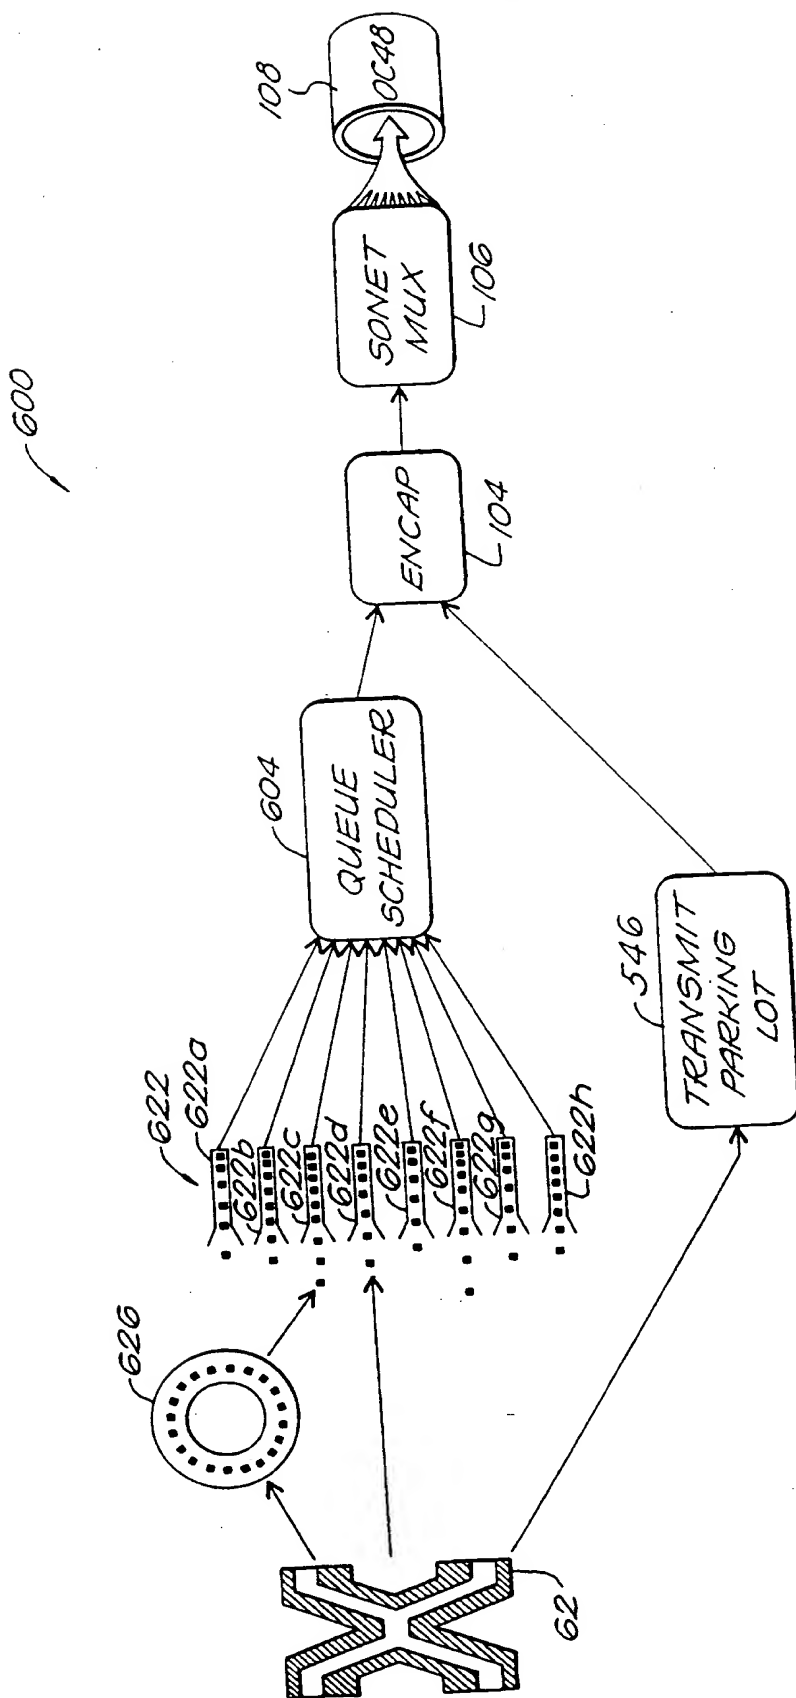 600
62
626
622
622a
622b
622c
622d
622e
622f
622g
622h
604
QUEUE
SCHEDULER
546
TRANSMIT
PARKING
LOT
ENCAP
104
SONET
MUX
106
108
OC48